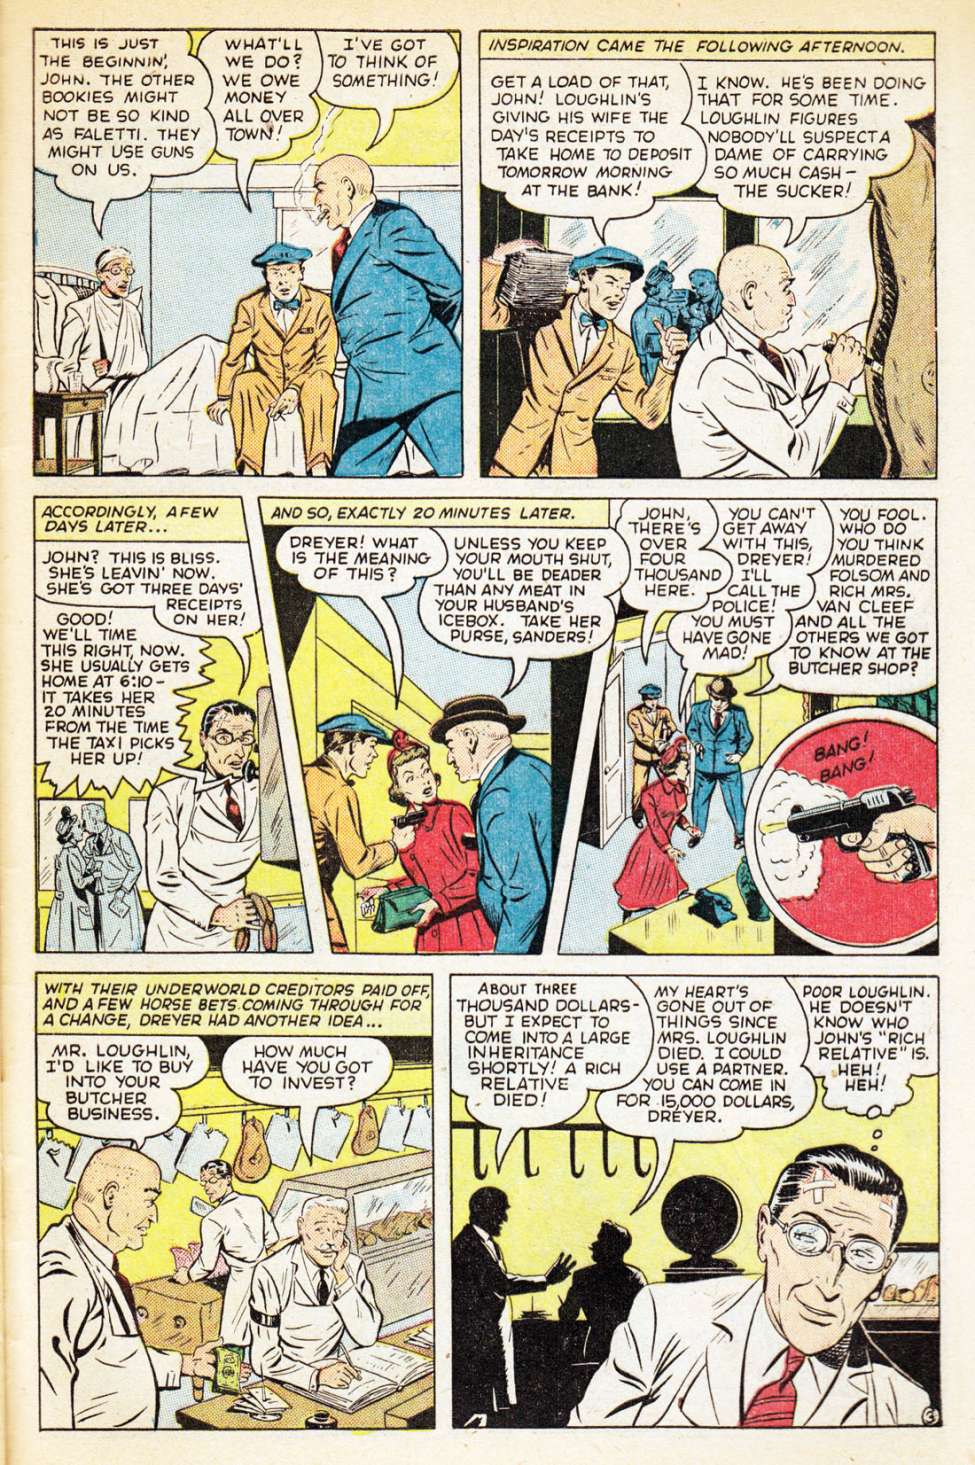 THIS IS JUST
THE BEGINNIN',
JOHN. THE OTHER
BOOKIES MIGHT
NOT BE SO KIND
AS FALETTI. THEY
MIGHT USE GUNS
ON US.
WHAT'LL
WE DO?
WE OWE
MONEY
ALL OVER
TOWN!
I'VE GOT
TO THINK OF
SOMETHING!
INSPIRATION CAME THE FOLLOWING AFTERNOON.
GET A LOAD OF THAT,
JOHN! LOUGHLIN'S
GIVING HIS WIFE THE
DAY'S RECEIPTS TO
TAKE HOME TO DEPOSIT
TOMORROW MORNING
AT THE BANK!
I KNOW. HE'S BEEN DOING
THAT FOR SOME TIME.
LOUGHLIN FIGURES
NOBODY'LL SUSPECT A
DAME OF CARRYING
SO MUCH CASH -
THE SUCKER!
ACCORDINGLY, A FEW
DAYS LATER...
JOHN? THIS IS BLISS.
SHE'S LEAVIN' NOW.
SHE'S GOT THREE DAYS'
RECEIPTS
ON HER!
GOOD!
WE'LL TIME
THIS RIGHT, NOW.
SHE USUALLY GETS
HOME AT 6:10-
IT TAKES HER
20 MINUTES
FROM THE TIME
THE TAXI PICKS
HER UP!
AND SO, EXACTLY 20 MINUTES LATER.
DREYER! WHAT
IS THE MEANING
OF THIS?
UNLESS YOU KEEP
YOUR MOUTH SHUT,
YOU'LL BE DEADER
THAN ANY MEAT IN
YOUR HUSBAND'S
ICEBOX. TAKE HER
PURSE, SANDERS!
JOHN,
THERE'S
OVER
FOUR
THOUSAND
HERE.
YOU CAN'T
GET AWAY
WITH THIS,
DREYER!
I'LL
CALL THE
POLICE!
YOU MUST
HAVE GONE
MAD!
YOU FOOL.
WHO DO
YOU THINK
MURDERED
FOLSOM AND
RICH MRS.
VAN CLEEF
AND ALL THE
OTHERS WE GOT
TO KNOW AT THE
BUTCHER SHOP?
BANG!
BANG!
WITH THEIR UNDERWORLD CREDITORS PAID OFF,
AND A FEW HORSE BETS COMING THROUGH FOR
A CHANGE, DREYER HAD ANOTHER IDEA...
MR. LOUGHLIN,
I'D LIKE TO BUY
INTO YOUR
BUTCHER
BUSINESS.
HOW MUCH
HAVE YOU GOT
TO INVEST?
ABOUT THREE
THOUSAND DOLLARS-
BUT I EXPECT TO
COME INTO A LARGE
INHERITANCE
SHORTLY! A RICH
RELATIVE
DIED!
MY HEART'S
GONE OUT OF
THINGS SINCE
MRS. LOUGHLIN
DIED. I COULD
USE A PARTNER.
YOU CAN COME IN
FOR 15,000 DOLLARS,
DREYER.
POOR LOUGHLIN.
HE DOESN'T
KNOW WHO
JOHN'S "RICH
RELATIVE" IS.
HEH!
HEH!
3